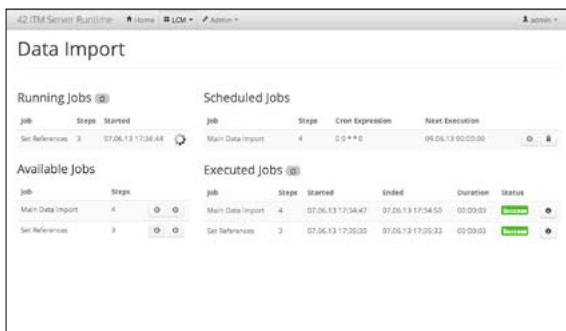 42 ITM Server Runtime Home LCM Admin admin
Data Import
Running Jobs
Job Steps Started
Set References 3 07.06.13 17:36:44
Scheduled Jobs
Job Steps Cron Expression Next Execution
Main Data Import 4 0 0 * * 0 09.06.13 00:00:00
Available Jobs
Job Steps
Main Data Import 4
Set References 3
Executed Jobs
Job Steps Started Ended Duration Status
Main Data Import 4 07.06.13 17:34:47 07.06.13 17:34:50 00:00:03 Success
Set References 3 07.06.13 17:35:30 07.06.13 17:35:33 00:00:03 Success